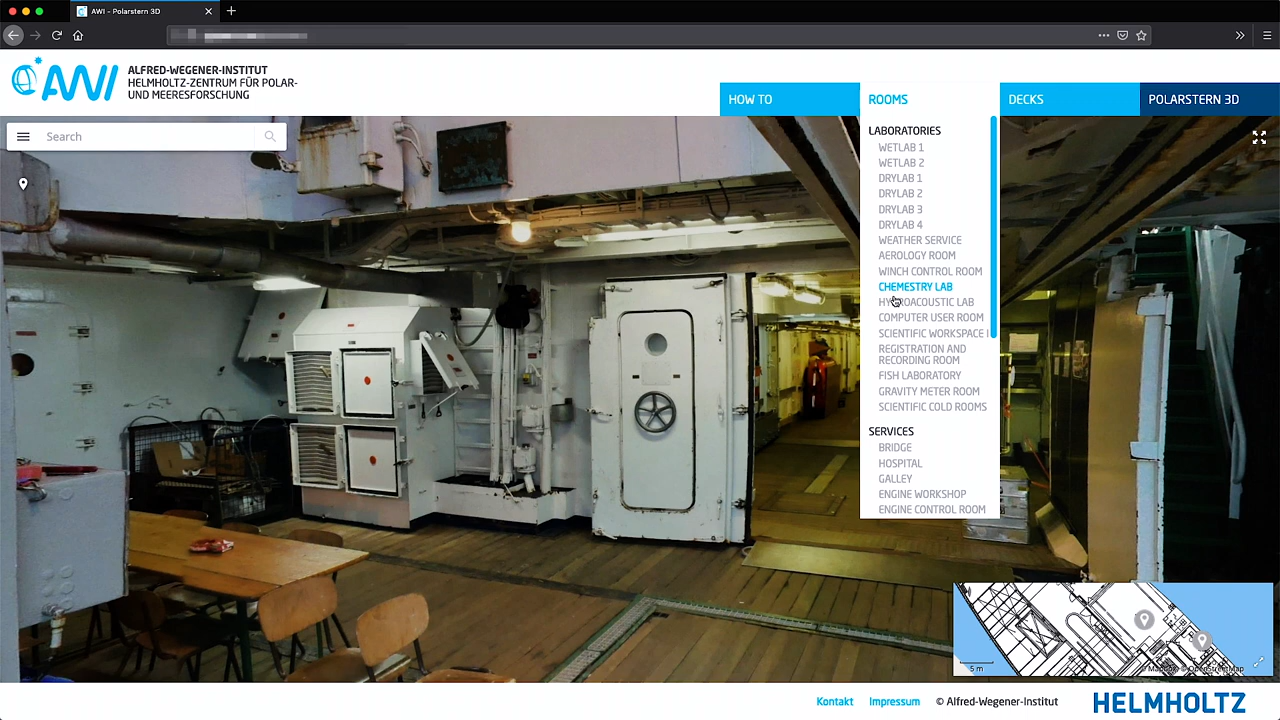 AWI - Polarstern 3D
AWI
ALFRED-WEGENER-INSTITUT
HELMHOLTZ-ZENTRUM FÜR POLAR-
UND MEERESFORSCHUNG
HOW TO
ROOMS
DECKS
POLARSTERN 3D
Search
LABORATORIES
WETLAB 1
WETLAB 2
DRYLAB 1
DRYLAB 2
DRYLAB 3
DRYLAB 4
WEATHER SERVICE
AEROLOGY ROOM
WINCH CONTROL ROOM
CHEMESTRY LAB
HYDROACOUSTIC LAB
COMPUTER USER ROOM
SCIENTIFIC WORKSPACE I
REGISTRATION AND
RECORDING ROOM
FISH LABORATORY
GRAVITY METER ROOM
SCIENTIFIC COLD ROOMS
SERVICES
BRIDGE
HOSPITAL
GALLEY
ENGINE WORKSHOP
ENGINE CONTROL ROOM
5 m
© Mapbox © OpenStreetMap
Kontakt
Impressum
© Alfred-Wegener-Institut
HELMHOLTZ